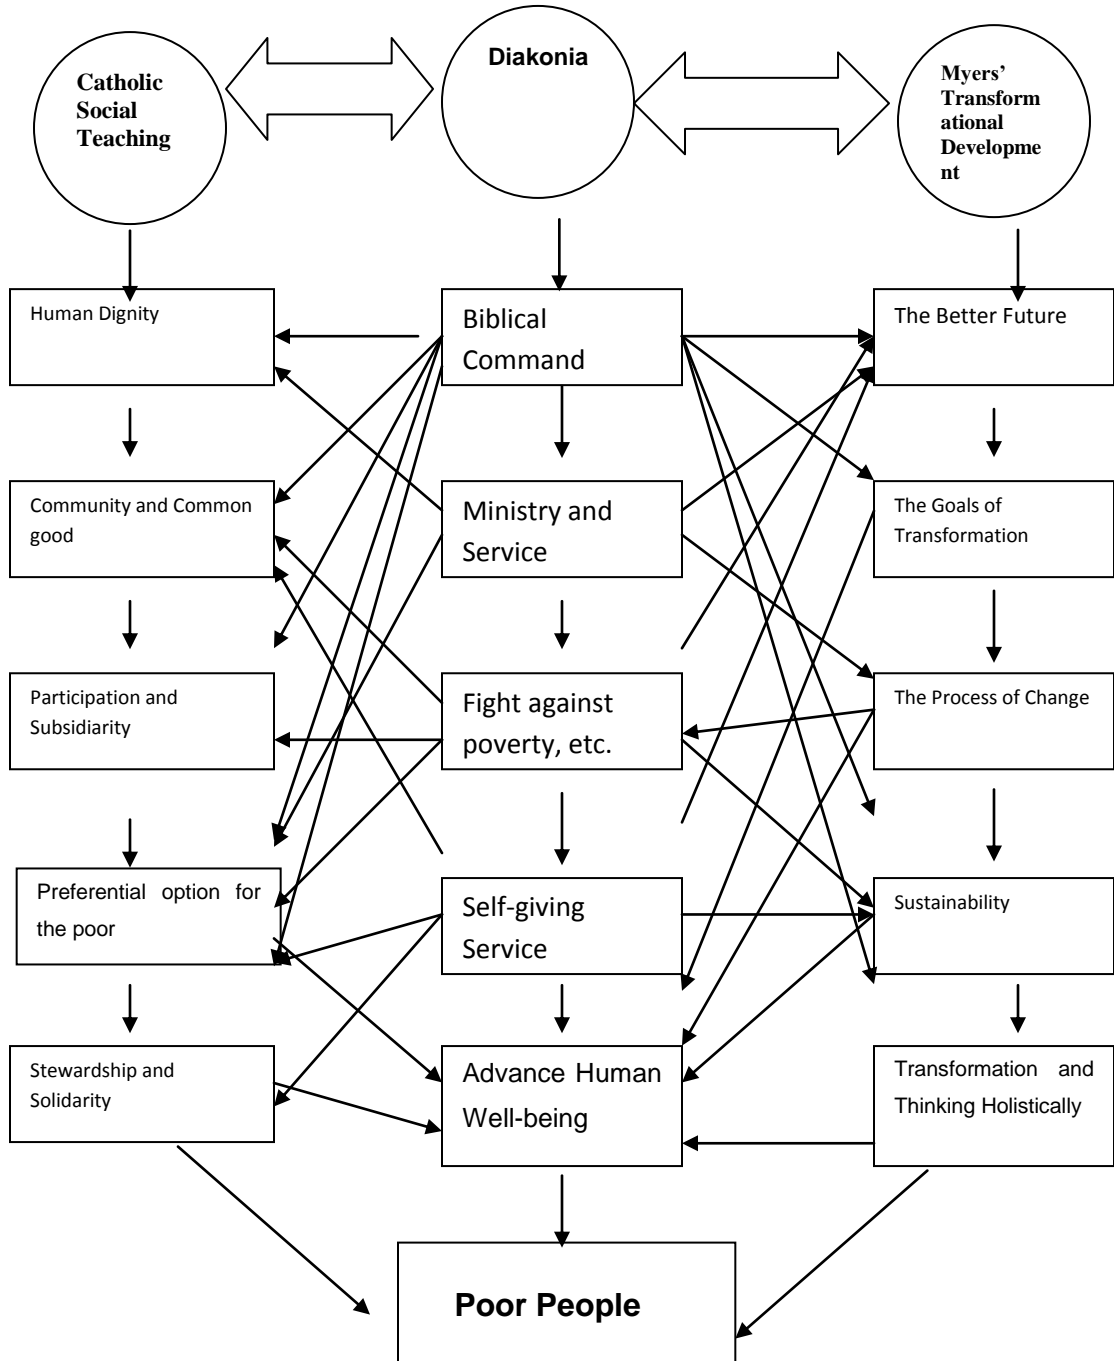 Catholic
Social
Teaching
Diakonia
Myers’
Transform
ational
Developme
nt
Human Dignity
Biblical
Command
The Better Future
Community and Common
good
Ministry and
Service
The Goals of
Transformation
Participation and
Subsidiarity
Fight against
poverty, etc.
The Process of Change
Preferential option for
the poor
Self-giving
Service
Sustainability
Stewardship and
Solidarity
Advance Human
Well-being
Transformation and
Thinking Holistically
Poor People